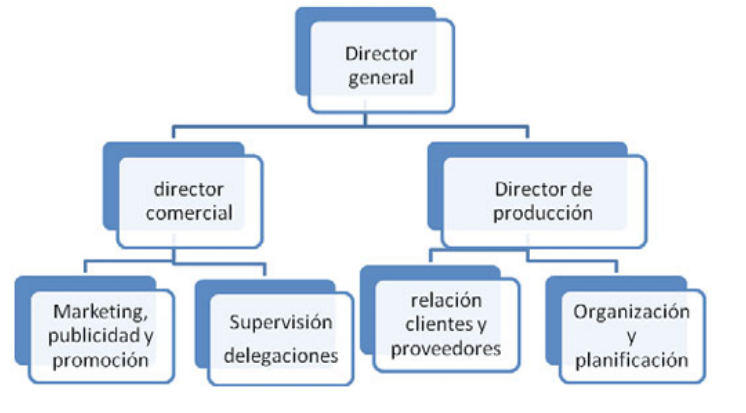 Director
general
director
comercial
Director de
producción
Marketing,
publicidad y
promoción
Supervisión
delegaciones
relación
clientes y
proveedores
Organización
y
planificación